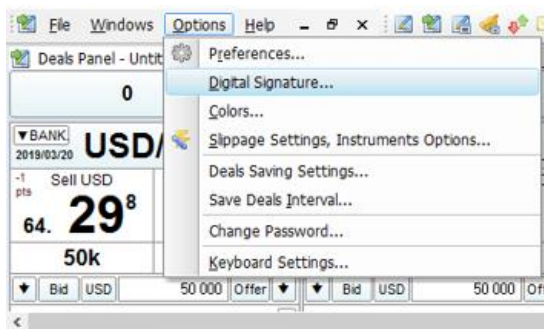 File Windows Options Help
Deals Panel - Untit
Preferences...
0
Digital Signature...
Colors...
BANK
2019/03/20
USD/
Slippage Settings, Instruments Options...
-1
pts
Sell USD
Deals Saving Settings...
64. 29 8
Save Deals Interval...
Change Password...
50k
Keyboard Settings...
Bid USD 50 000 Offer Bid USD 50 000 Of